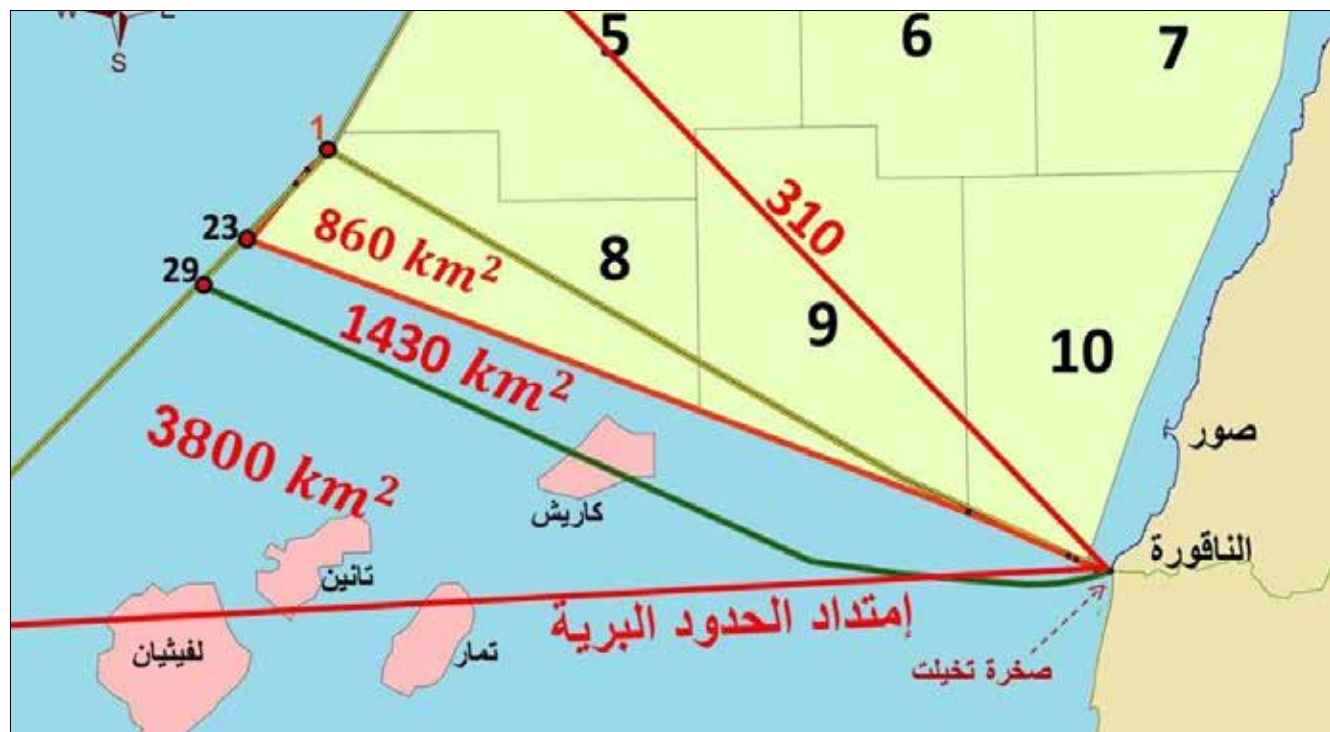 W E
S
5
6
7
1
310
23
860 km²
8
29
9
1430 km²
10
3800 km²
صور
كاريش
الناقورة
تانين
إمتداد الحدود البرية
تمار
لفيثيان
صخرة تخيلت